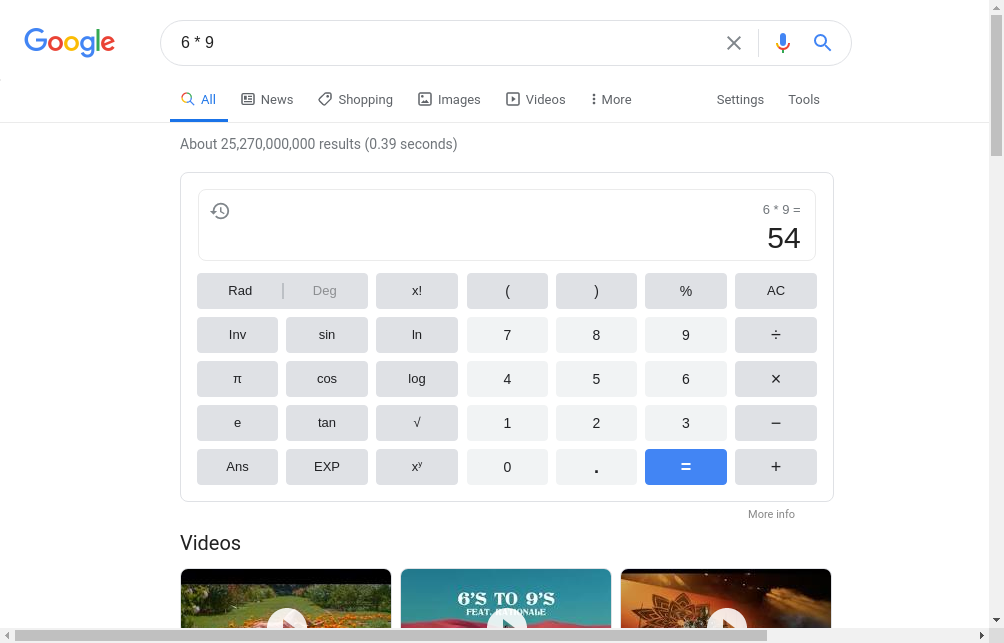 Google
6 * 9
All News Shopping Images Videos More Settings Tools
About 25,270,000,000 results (0.39 seconds)
6 * 9 =
54
Rad Deg x! ( ) % AC
Inv sin ln 7 8 9 ÷
π cos log 4 5 6 ×
e tan √ 1 2 3 −
Ans EXP xʸ 0 . = +
More info
Videos
6'S TO 9'S
FEAT. RATIONALE